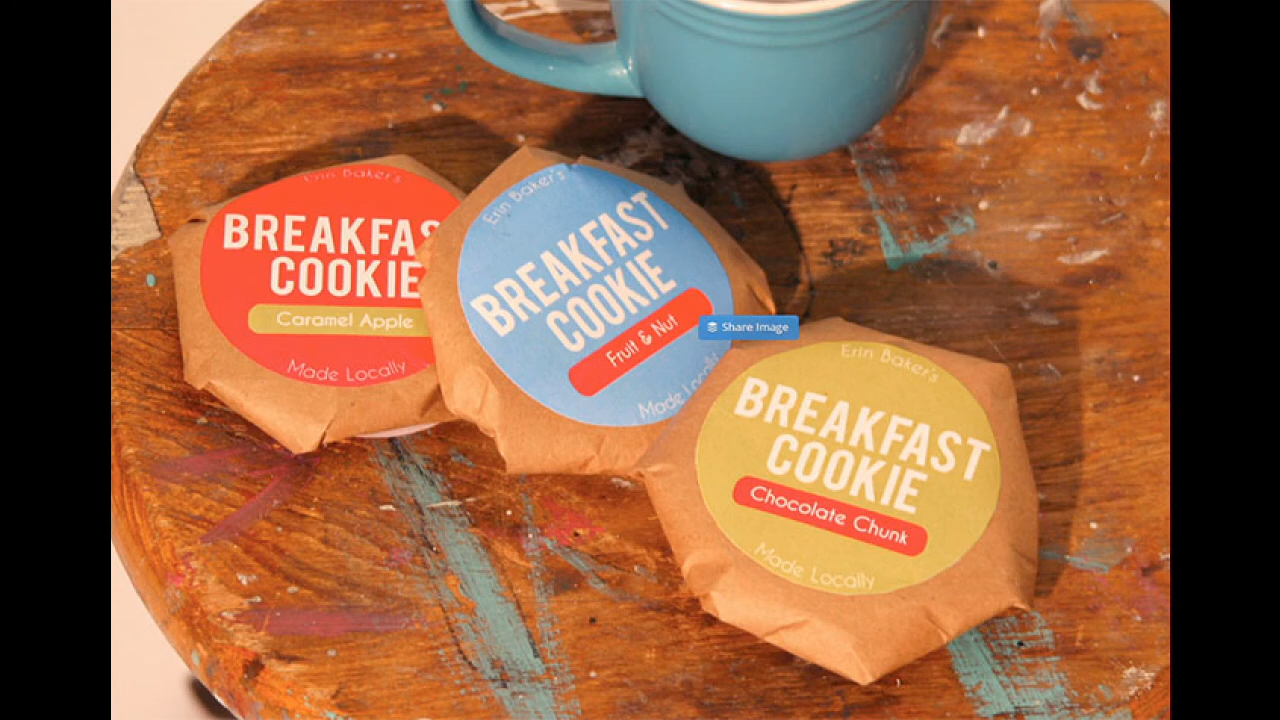 Erin Baker's
BREAKFAS
COOKIE
Caramel Apple
Made Locally
Erin Baker's
BREAKFAST
COOKIE
Fruit & Nut
Made Locally
Share Image
Erin Baker's
BREAKFAST
COOKIE
Chocolate Chunk
Made Locally